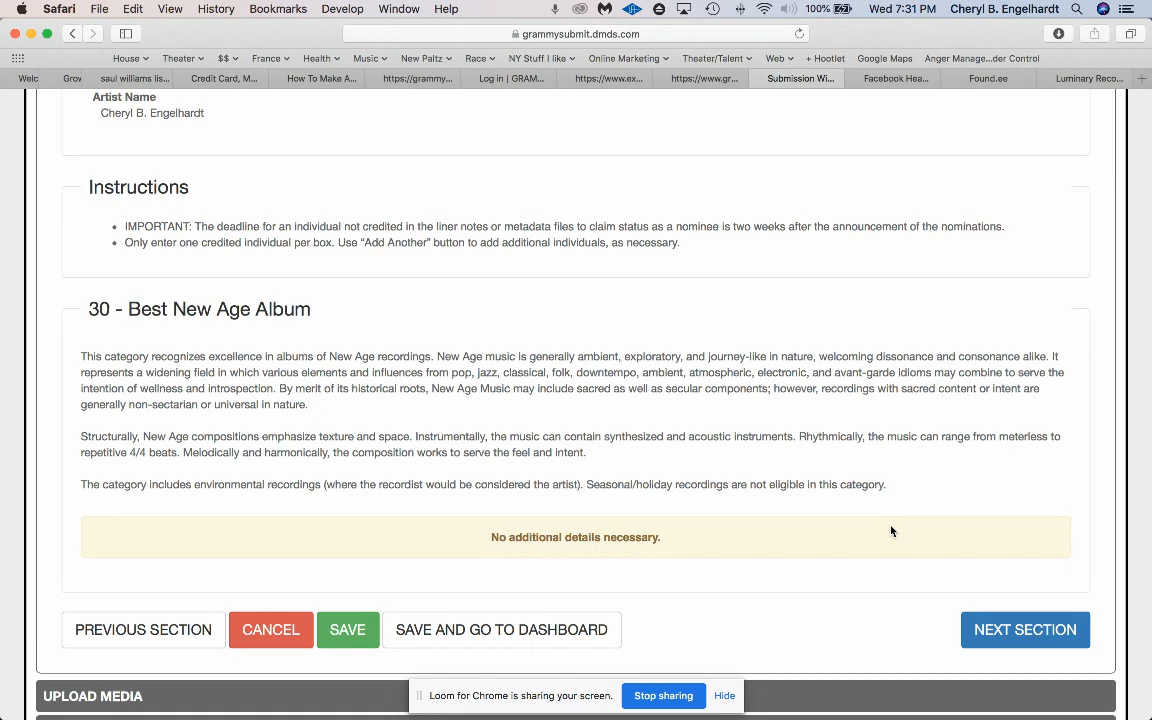 Safari File Edit View History Bookmarks Develop Window Help 100% Wed 7:31 PM Cheryl B. Engelhardt
grammysubmit.dmds.com
House Theater $$ France Health Music New Paltz Race NY Stuff I like Online Marketing Theater/Talent Web + Hootlet Google Maps Anger Manage...der Control
Welc Grov saul williams lis... Credit Card, M... How To Make A... https://grammy... Log in | GRAM... https://www.ex... https://www.gr... Submission Wi... Facebook Hea... Found.ee Luminary Reco...
Artist Name
Cheryl B. Engelhardt
Instructions
• IMPORTANT: The deadline for an individual not credited in the liner notes or metadata files to claim status as a nominee is two weeks after the announcement of the nominations.
• Only enter one credited individual per box. Use “Add Another” button to add additional individuals, as necessary.
30 - Best New Age Album
This category recognizes excellence in albums of New Age recordings. New Age music is generally ambient, exploratory, and journey-like in nature, welcoming dissonance and consonance alike. It
represents a widening field in which various elements and influences from pop, jazz, classical, folk, downtempo, ambient, atmospheric, electronic, and avant-garde idioms may combine to serve the
intention of wellness and introspection. By merit of its historical roots, New Age Music may include sacred as well as secular components; however, recordings with sacred content or intent are
generally non-sectarian or universal in nature.
Structurally, New Age compositions emphasize texture and space. Instrumentally, the music can contain synthesized and acoustic instruments. Rhythmically, the music can range from meterless to
repetitive 4/4 beats. Melodically and harmonically, the composition works to serve the feel and intent.
The category includes environmental recordings (where the recordist would be considered the artist). Seasonal/holiday recordings are not eligible in this category.
No additional details necessary.
PREVIOUS SECTION CANCEL SAVE SAVE AND GO TO DASHBOARD NEXT SECTION
UPLOAD MEDIA
Loom for Chrome is sharing your screen. Stop sharing Hide